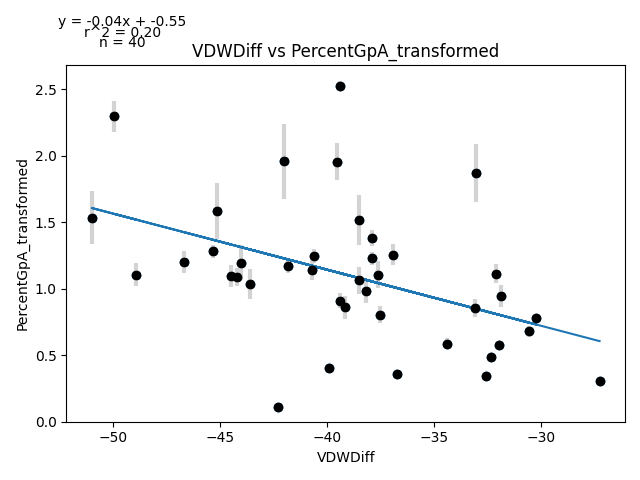 y = -0.04x + -0.55
r^2 = 0.20
n = 40
VDWDiff vs PercentGpA_transformed
PercentGpA_transformed
2.5
2.0
1.5
1.0
0.5
0.0
−50
−45
−40
−35
−30
VDWDiff